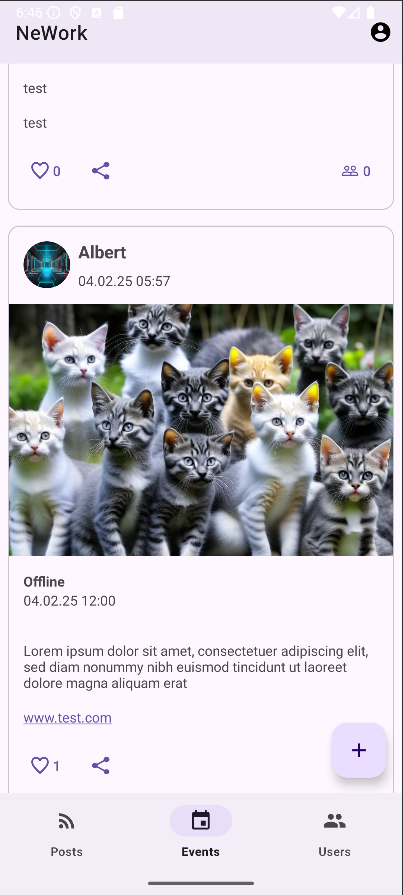 6:46
NeWork
test
test
0
0
Albert
04.02.25 05:57
Offline
04.02.25 12:00
Lorem ipsum dolor sit amet, consectetuer adipiscing elit,
sed diam nonummy nibh euismod tincidunt ut laoreet
dolore magna aliquam erat
www.test.com
1
Posts
Events
Users